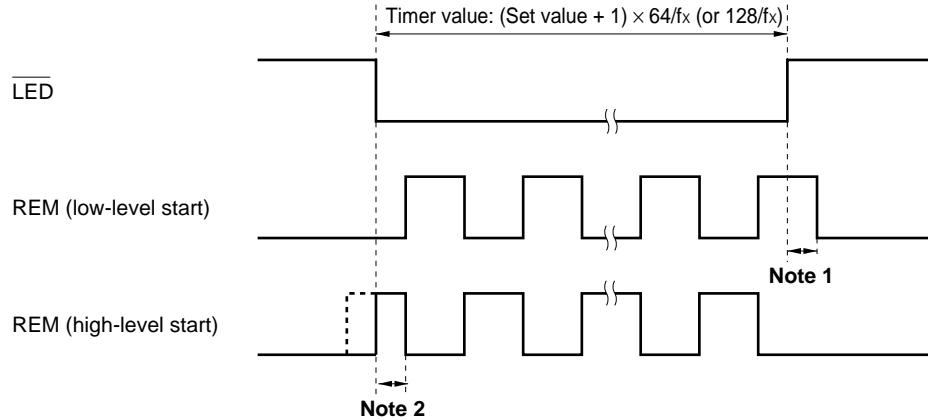 Timer value: (Set value + 1) × 64/fx (or 128/fx)
LED
REM (low-level start)
Note 1
REM (high-level start)
Note 2